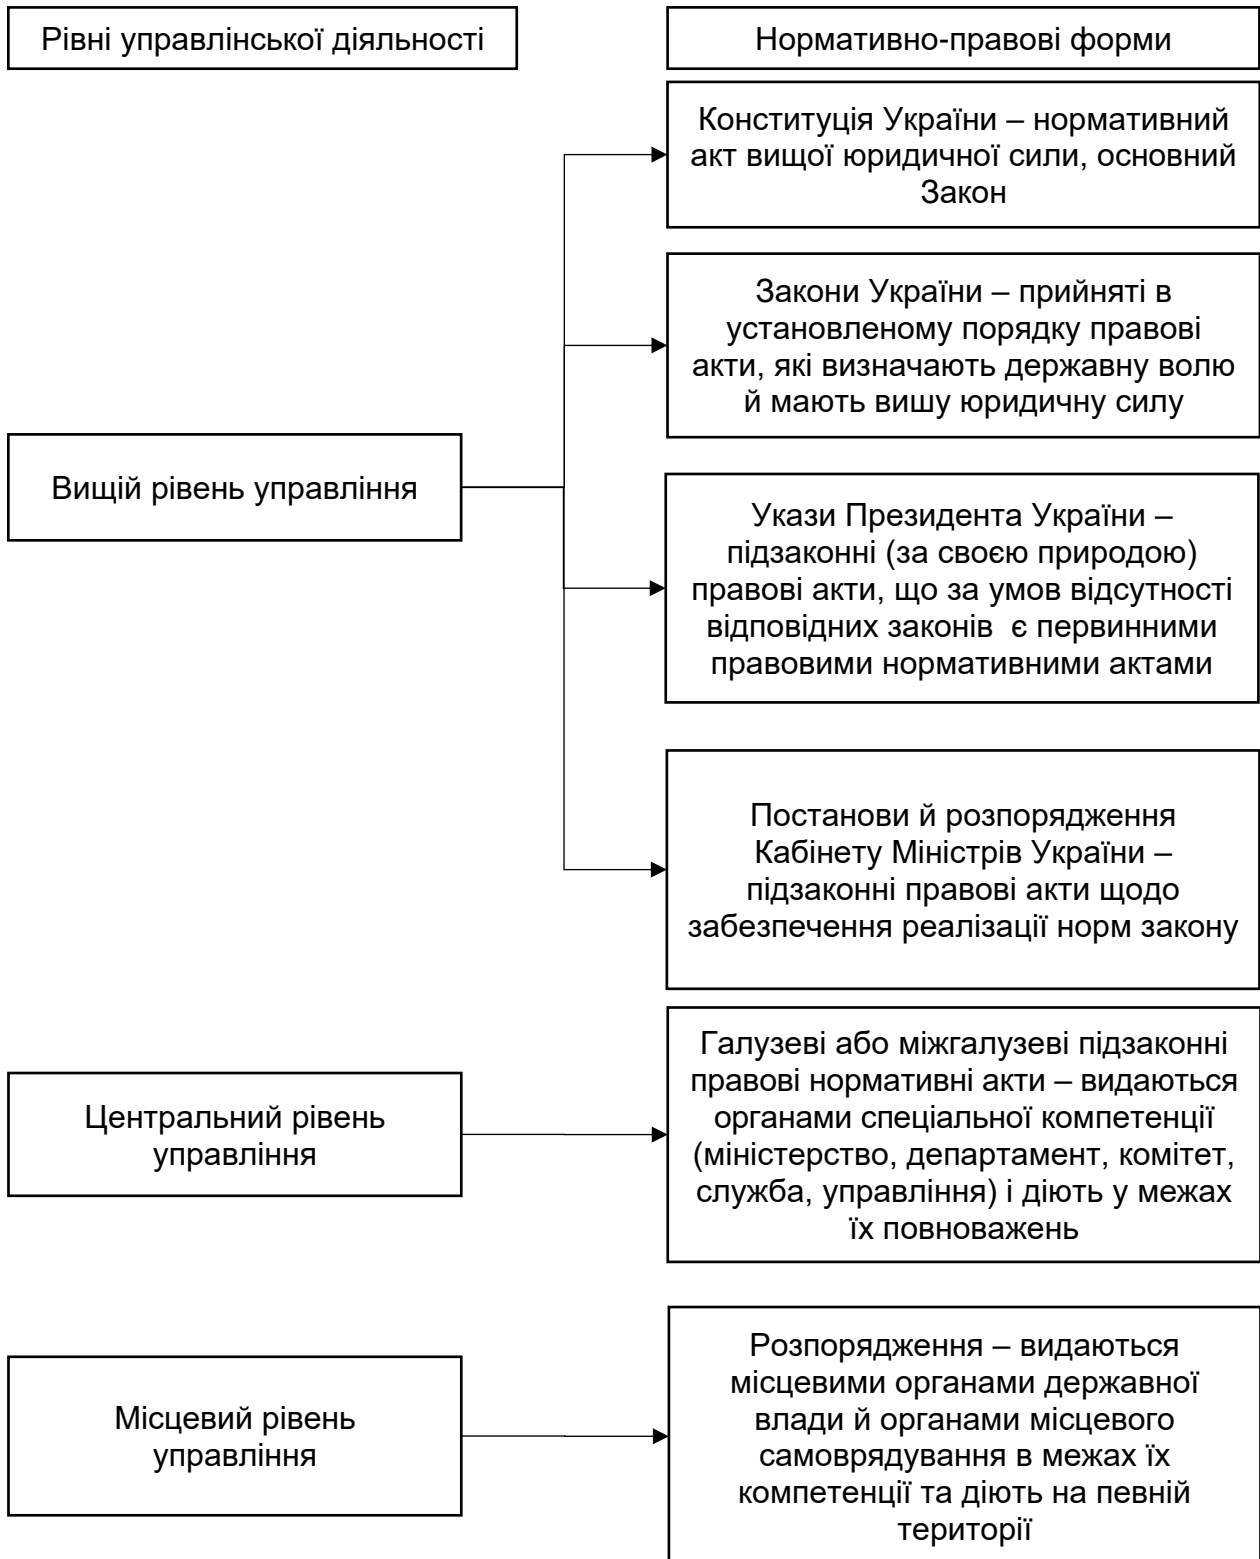 Рівні управлінської діяльності
Нормативно-правові форми
Конституція України – нормативний
акт вищої юридичної сили, основний
Закон
Закони України – прийняті в
установленому порядку правові
акти, які визначають державну волю
й мають вишу юридичну силу
Вищій рівень управління
Укази Президента України –
підзаконні (за своєю природою)
правові акти, що за умов відсутності
відповідних законів є первинними
правовими нормативними актами
Постанови й розпорядження
Кабінету Міністрів України –
підзаконні правові акти щодо
забезпечення реалізації норм закону
Центральний рівень
управління
Галузеві або міжгалузеві підзаконні
правові нормативні акти – видаються
органами спеціальної компетенції
(міністерство, департамент, комітет,
служба, управління) і діють у межах
їх повноважень
Місцевий рівень
управління
Розпорядження – видаються
місцевими органами державної
влади й органами місцевого
самоврядування в межах їх
компетенції та діють на певній
території